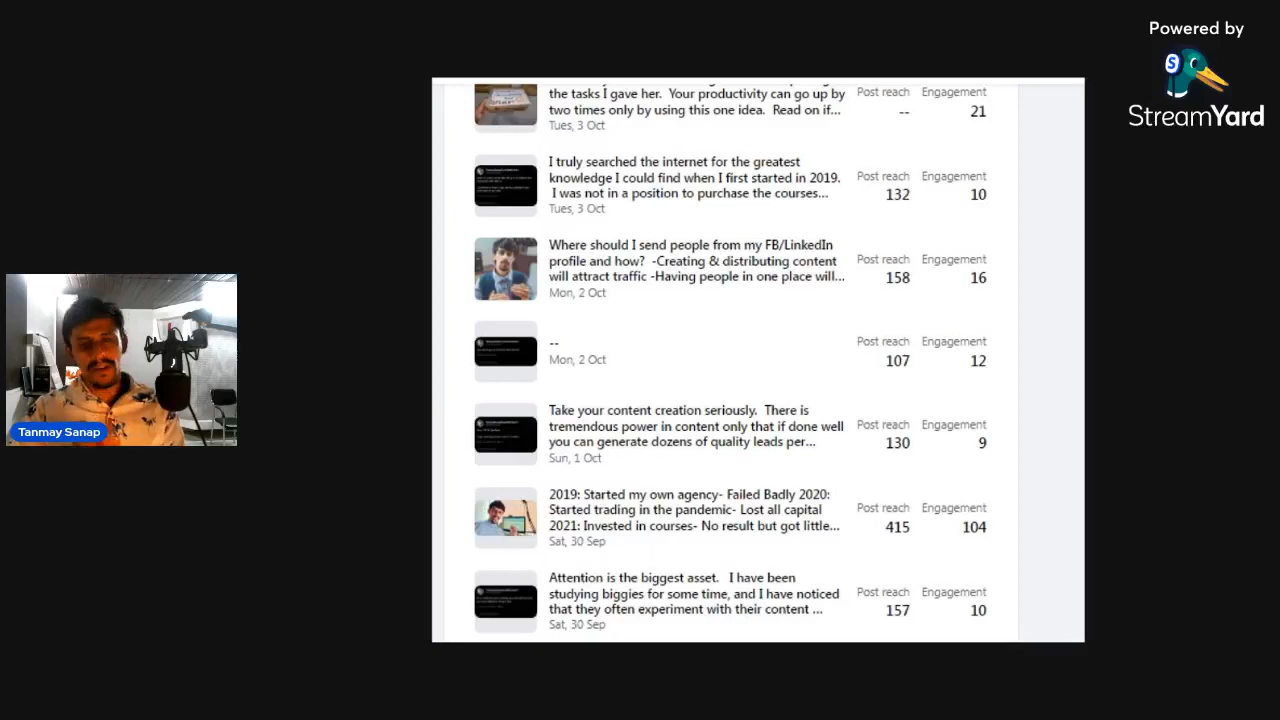 Powered by
S
StreamYard
the tasks I gave her. Your productivity can go up by
two times only by using this one idea. Read on if...
Tues, 3 Oct
Post reach
--
Engagement
21
I truly searched the internet for the greatest
knowledge I could find when I first started in 2019.
I was not in a position to purchase the courses...
Tues, 3 Oct
Post reach
132
Engagement
10
Where should I send people from my FB/LinkedIn
profile and how? -Creating & distributing content
will attract traffic -Having people in one place will...
Mon, 2 Oct
Post reach
158
Engagement
16
--
Mon, 2 Oct
Post reach
107
Engagement
12
Take your content creation seriously. There is
tremendous power in content only that if done well
you can generate dozens of quality leads per...
Sun, 1 Oct
Post reach
130
Engagement
9
2019: Started my own agency- Failed Badly 2020:
Started trading in the pandemic- Lost all capital
2021: Invested in courses- No result but got little...
Sat, 30 Sep
Post reach
415
Engagement
104
Attention is the biggest asset. I have been
studying biggies for some time, and I have noticed
that they often experiment with their content ...
Sat, 30 Sep
Post reach
157
Engagement
10
Tanmay Sanap